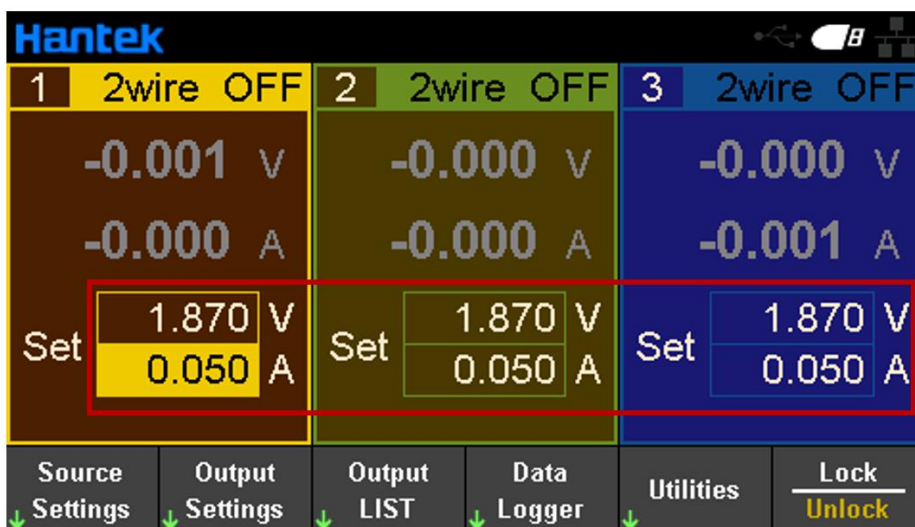 Hantek 8
1 2wire OFF 2 2wire OFF 3 2wire OFF
-0.001 V -0.000 V -0.000 V
-0.000 A -0.000 A -0.001 A
Set 1.870 V Set 1.870 V Set 1.870 V
0.050 A 0.050 A 0.050 A
Source Settings Output Settings Output LIST Data Logger Utilities Lock Unlock